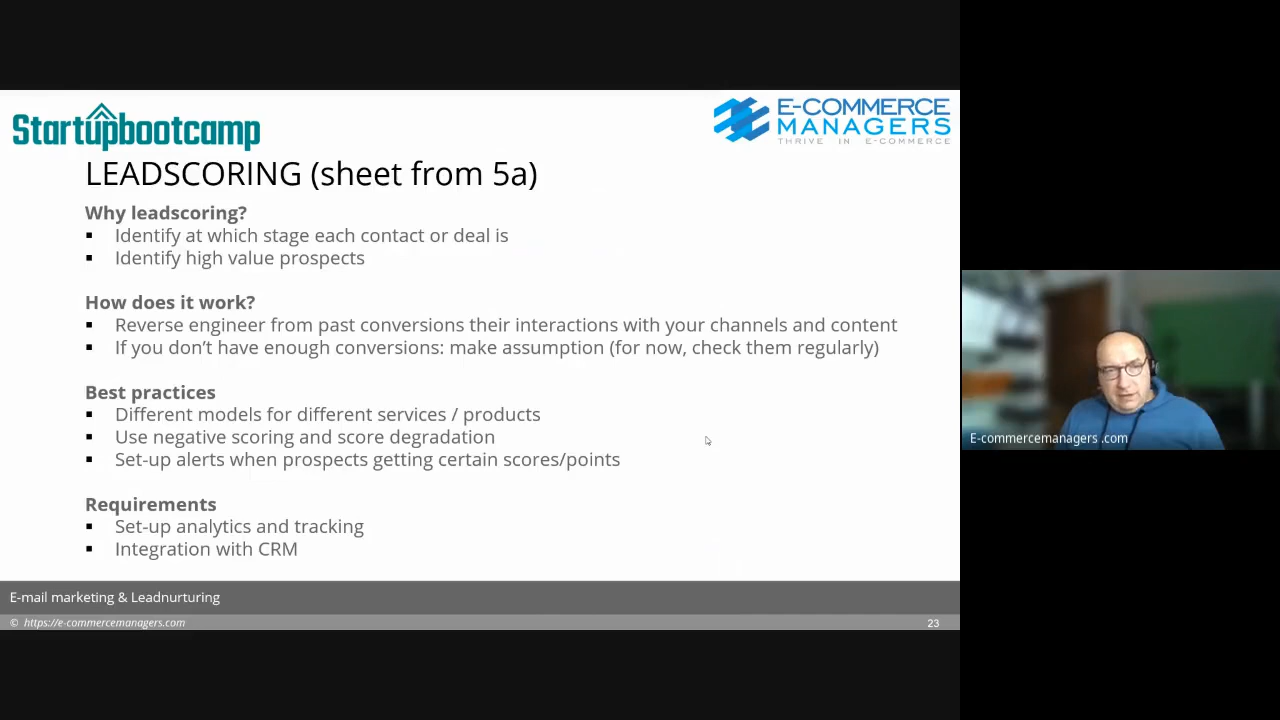 Startupbootcamp
E-COMMERCE
MANAGERS
THRIVE IN E-COMMERCE
LEADSCORING (sheet from 5a)
Why leadscoring?
▪ Identify at which stage each contact or deal is
▪ Identify high value prospects
How does it work?
▪ Reverse engineer from past conversions their interactions with your channels and content
▪ If you don’t have enough conversions: make assumption (for now, check them regularly)
Best practices
▪ Different models for different services / products
▪ Use negative scoring and score degradation
▪ Set-up alerts when prospects getting certain scores/points
Requirements
▪ Set-up analytics and tracking
▪ Integration with CRM
E-mail marketing & Leadnurturing
© https://e-commercemanagers.com
23
E-commercemanagers .com